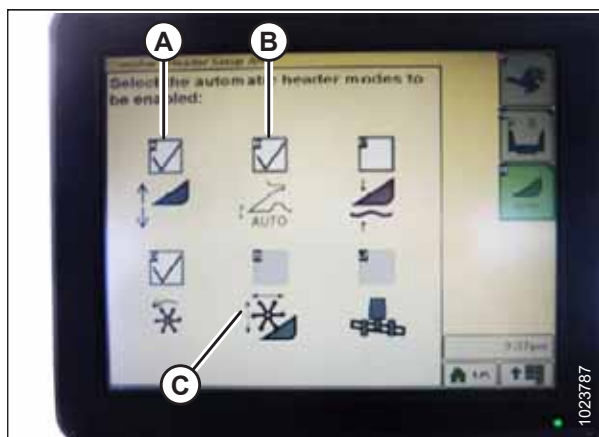 A
B
Select the automatic header modes to
be enabled:
AUTO
C
1023787